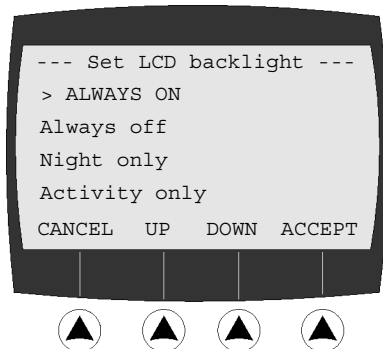 --- Set LCD backlight ---
> ALWAYS ON
Always off
Night only
Activity only
CANCEL UP DOWN ACCEPT